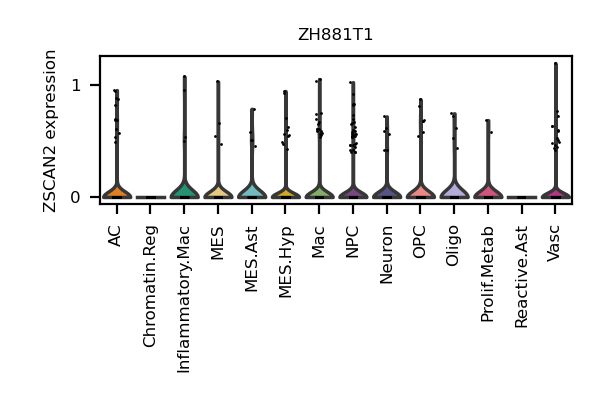 ZH881T1
ZSCAN2 expression
1
0
AC
Chromatin.Reg
Inflammatory.Mac
MES
MES.Ast
MES.Hyp
Mac
NPC
Neuron
OPC
Oligo
Prolif.Metab
Reactive.Ast
Vasc